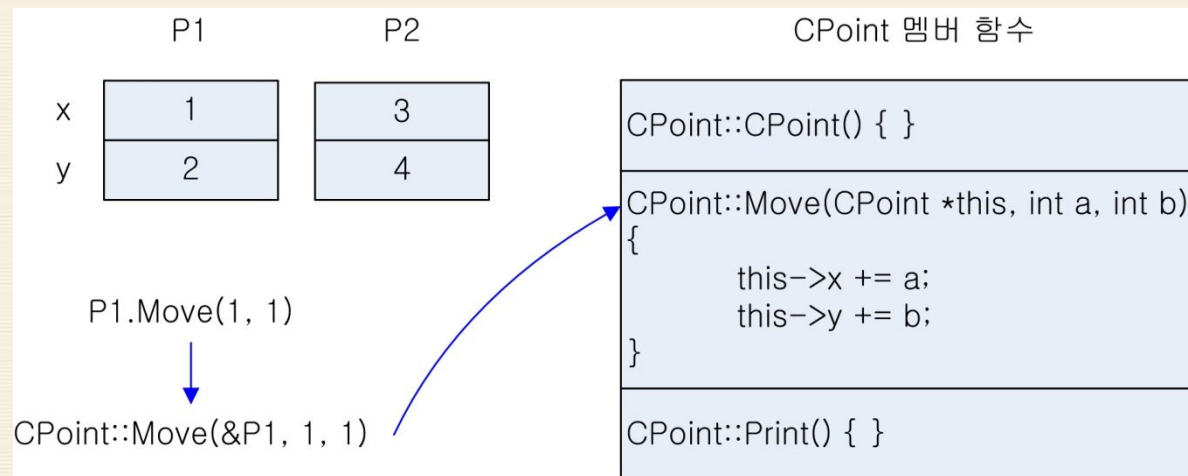 P1 P2
x 1 3
y 2 4
P1.Move(1, 1)
CPoint::Move(&P1, 1, 1)
CPoint 멤버 함수
CPoint::CPoint() { }
CPoint::Move(CPoint *this, int a, int b)
{
this->x += a;
this->y += b;
}
CPoint::Print() { }